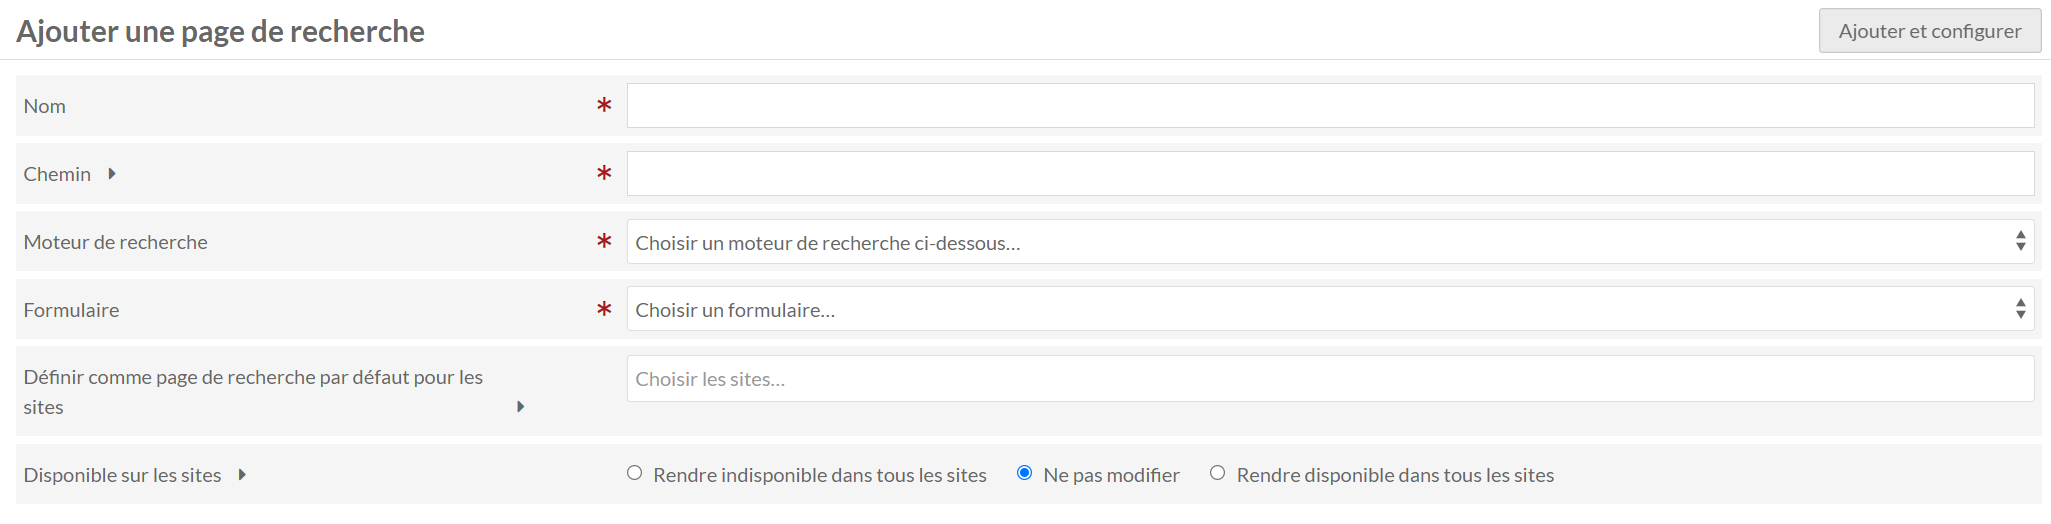 Ajouter une page de recherche
Ajouter et configurer
Nom
Chemin
Moteur de recherche
Choisir un moteur de recherche ci-dessous...
Formulaire
Choisir un formulaire...
Définir comme page de recherche par défaut pour les
sites
Choisir les sites...
Disponible sur les sites
Rendre indisponible dans tous les sites
Ne pas modifier
Rendre disponible dans tous les sites